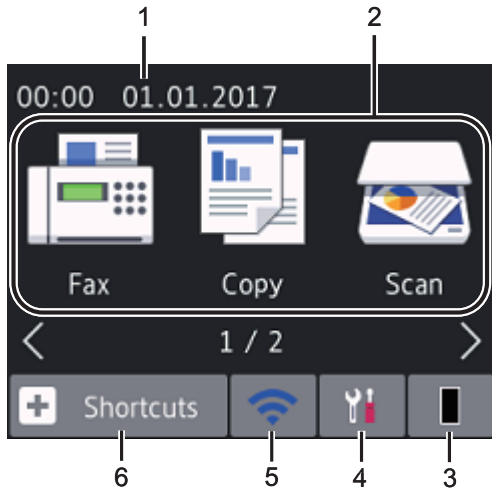 1 2
00:00 01.01.2017
Fax Copy Scan
< 1 / 2 >
+ Shortcuts
6 5 4 3